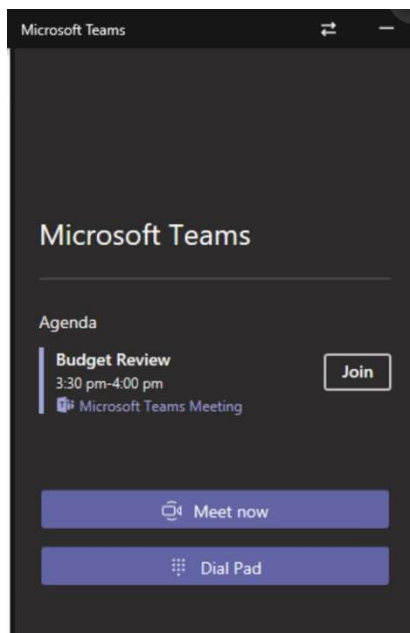 Microsoft Teams
Microsoft Teams
Agenda
Budget Review
3:30 pm-4:00 pm
Microsoft Teams Meeting
Join
Meet now
Dial Pad